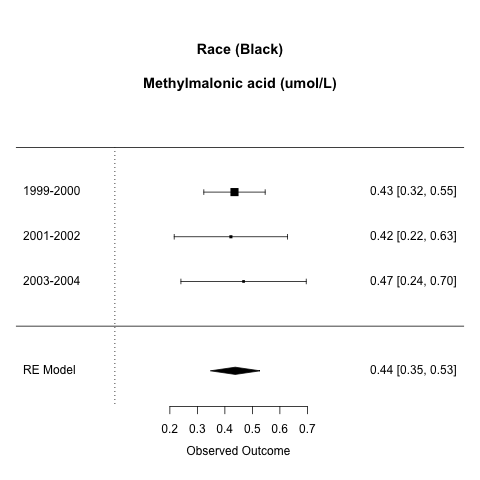 Race (Black)
Methylmalonic acid (umol/L)
1999-2000 0.43 [0.32, 0.55]
2001-2002 0.42 [0.22, 0.63]
2003-2004 0.47 [0.24, 0.70]
RE Model 0.44 [0.35, 0.53]
0.2 0.3 0.4 0.5 0.6 0.7
Observed Outcome